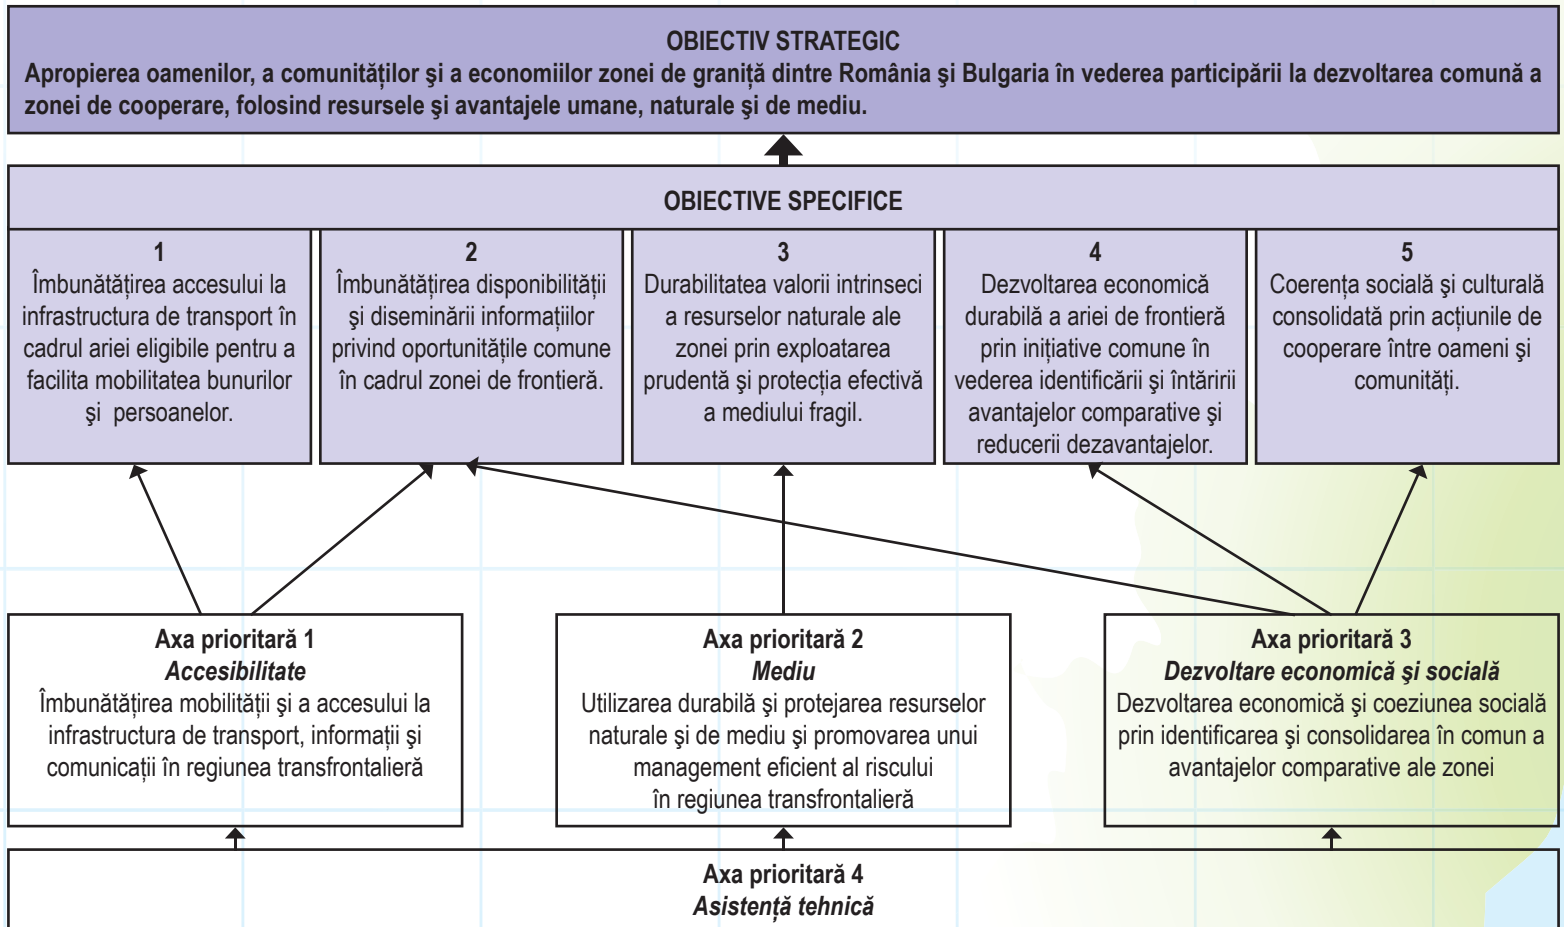 OBIECTIV STRATEGIC
Apropierea oamenilor, a comunităților şi a economiilor zonei de graniță dintre România şi Bulgaria în vederea participării la dezvoltarea comună a
zonei de cooperare, folosind resursele şi avantajele umane, naturale şi de mediu.
OBIECTIVE SPECIFICE
1
Îmbunătățirea accesului la
infrastructura de transport în
cadrul ariei eligibile pentru a
facilita mobilitatea bunurilor
şi persoanelor.
2
Îmbunătățirea disponibilității
şi diseminării informațiilor
privind oportunitățile comune
în cadrul zonei de frontieră.
3
Durabilitatea valorii intrinseci
a resurselor naturale ale
zonei prin exploatarea
prudentă şi protecția efectivă
a mediului fragil.
4
Dezvoltarea economică
durabilă a ariei de frontieră
prin inițiative comune în
vederea identificării şi întăririi
avantajelor comparative şi
reducerii dezavantajelor.
5
Coerența socială şi culturală
consolidată prin acțiunile de
cooperare între oameni şi
comunități.
Axa prioritară 1
Accesibilitate
Îmbunătățirea mobilității şi a accesului la
infrastructura de transport, informații şi
comunicații în regiunea transfrontalieră
Axa prioritară 2
Mediu
Utilizarea durabilă şi protejarea resurselor
naturale şi de mediu şi promovarea unui
management eficient al riscului
în regiunea transfrontalieră
Axa prioritară 3
Dezvoltare economică şi socială
Dezvoltarea economică şi coeziunea socială
prin identificarea şi consolidarea în comun a
avantajelor comparative ale zonei
Axa prioritară 4
Asistență tehnică